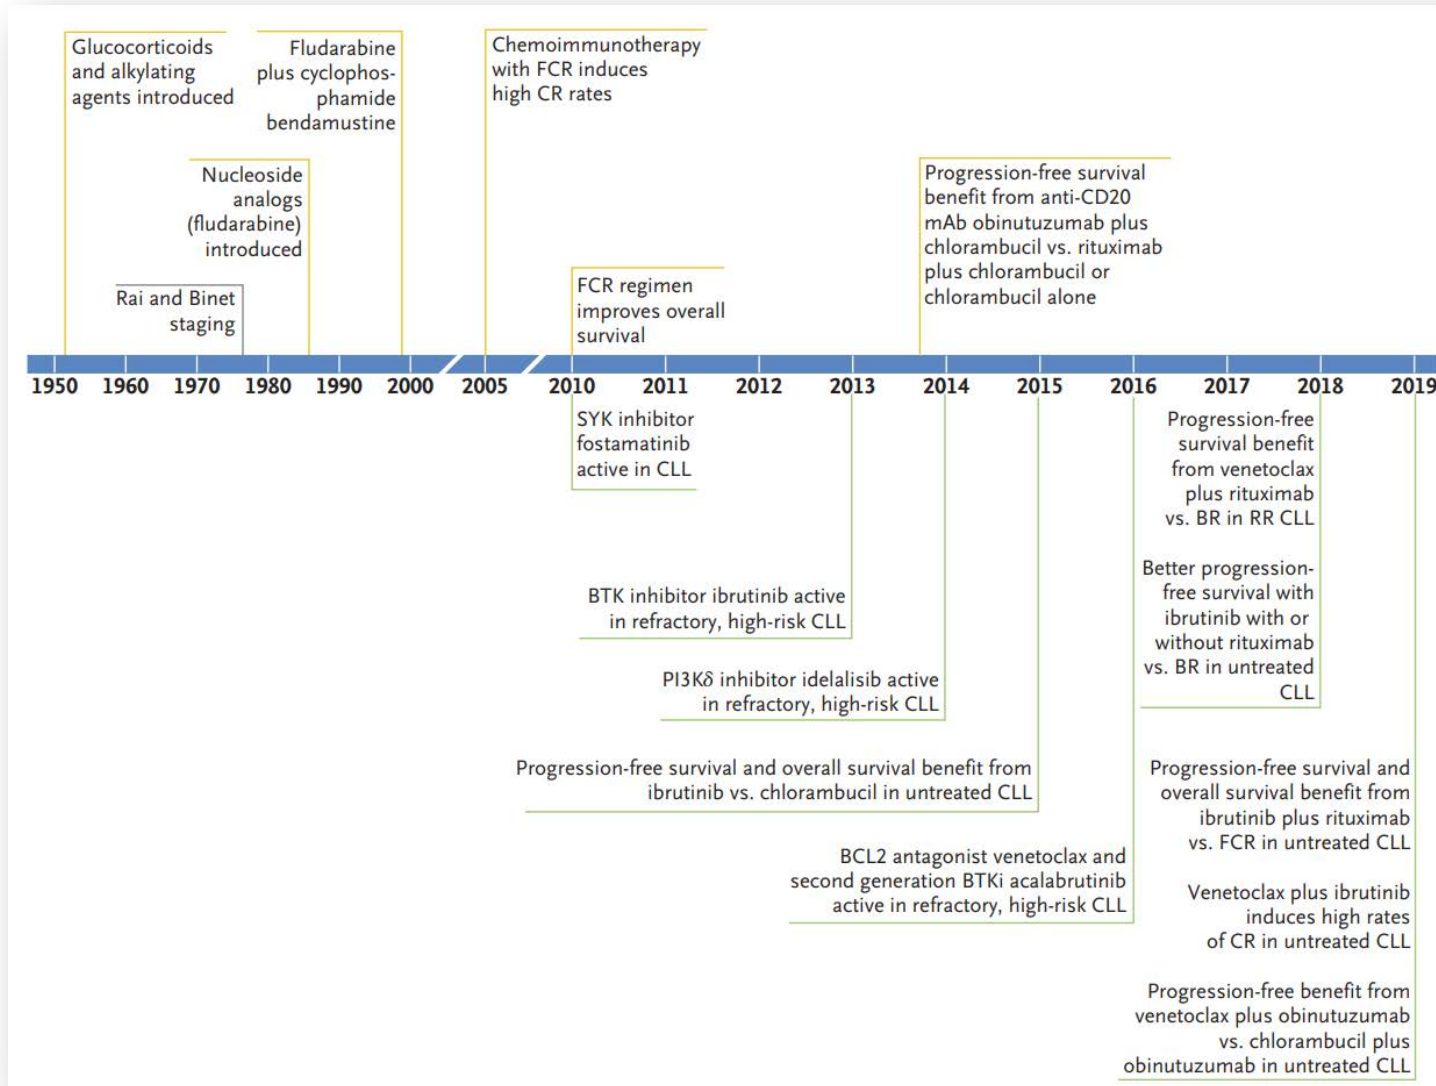 Glucocorticoids
and alkylating
agents introduced
Fludarabine
plus cyclophos-
phamide
bendamustine
Chemoimmunotherapy
with FCR induces
high CR rates
Nucleoside
analogs
(fludarabine)
introduced
Progression-free survival
benefit from anti-CD20
mAb obinutuzumab plus
chlorambucil vs. rituximab
plus chlorambucil or
chlorambucil alone
Rai and Binet
staging
FCR regimen
improves overall
survival
1950 1960 1970 1980 1990 2000 2005 2010 2011 2012 2013 2014 2015 2016 2017 2018 2019
SYK inhibitor
fostamatinib
active in CLL
Progression-free
survival benefit
from venetoclax
plus rituximab
vs. BR in RR CLL
BTK inhibitor ibrutinib active
in refractory, high-risk CLL
Better progression-
free survival with
ibrutinib with or
without rituximab
vs. BR in untreated
CLL
PI3Kδ inhibitor idelalisib active
in refractory, high-risk CLL
Progression-free survival and overall survival benefit from
ibrutinib vs. chlorambucil in untreated CLL
Progression-free survival and
overall survival benefit from
ibrutinib plus rituximab
vs. FCR in untreated CLL
BCL2 antagonist venetoclax and
second generation BTKi acalabrutinib
active in refractory, high-risk CLL
Venetoclax plus ibrutinib
induces high rates
of CR in untreated CLL
Progression-free benefit from
venetoclax plus obinutuzumab
vs. chlorambucil plus
obinutuzumab in untreated CLL